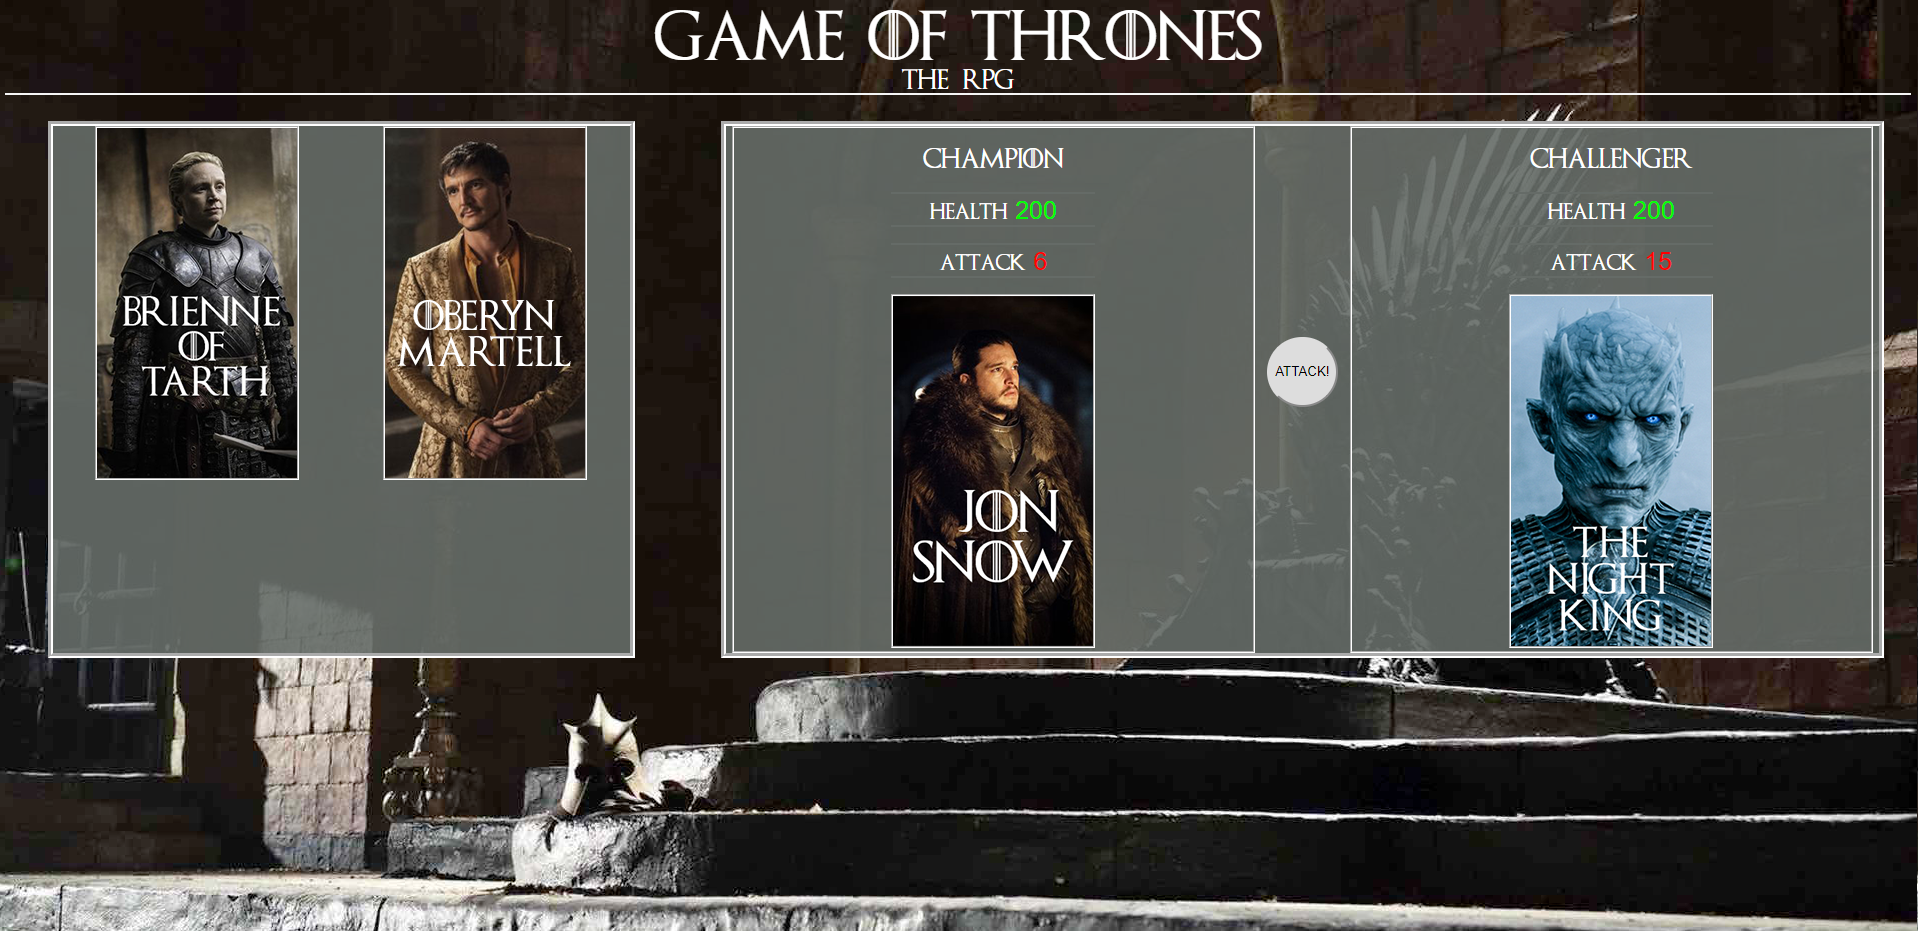 GAME OF THRONES
THE RPG
BRIENNE
OF
TARTH
OBERYN
MARTELL
CHAMPION
HEALTH 200
ATTACK 6
JON
SNOW
ATTACK!
CHALLENGER
HEALTH 200
ATTACK 15
THE
NIGHT
KING